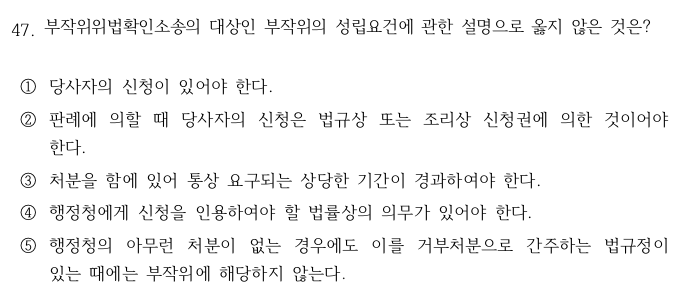 47. 부작위위법확인소송의 대상인 부작위의 성립요건에 관한 설명으로 옳지 않은 것은?
① 당사자의 신청이 있어야 한다.
② 판례에 의할 때 당사자의 신청은 법규상 또는 조리상 신청권에 의한 것이어야
한다.
③ 처분을 함에 있어 통상 요구되는 상당한 기간이 경과하여야 한다.
④ 행정청에게 신청을 인용하여야 할 법률상의 의무가 있어야 한다.
⑤ 행정청의 아무런 처분이 없는 경우에도 이를 거부처분으로 간주하는 법규정이
있는 때에는 부작위에 해당하지 않는다.